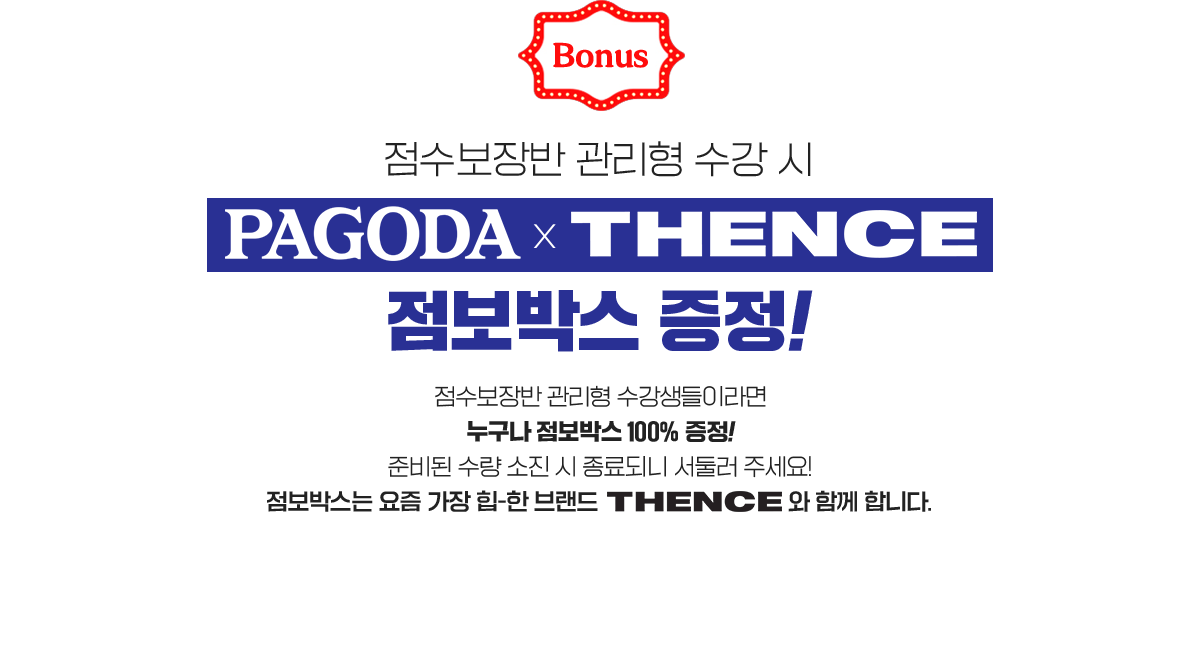 Bonus
점수보장반 관리형 수강 시
PAGODA x THENCE
점보박스 증정!
점수보장반 관리형 수강생들이라면
누구나 점보박스 100% 증정!
준비된 수량 소진 시 종료되니 서둘러 주세요!
점보박스는 요즘 가장 힙-한 브랜드 THENCE 와 함께 합니다.